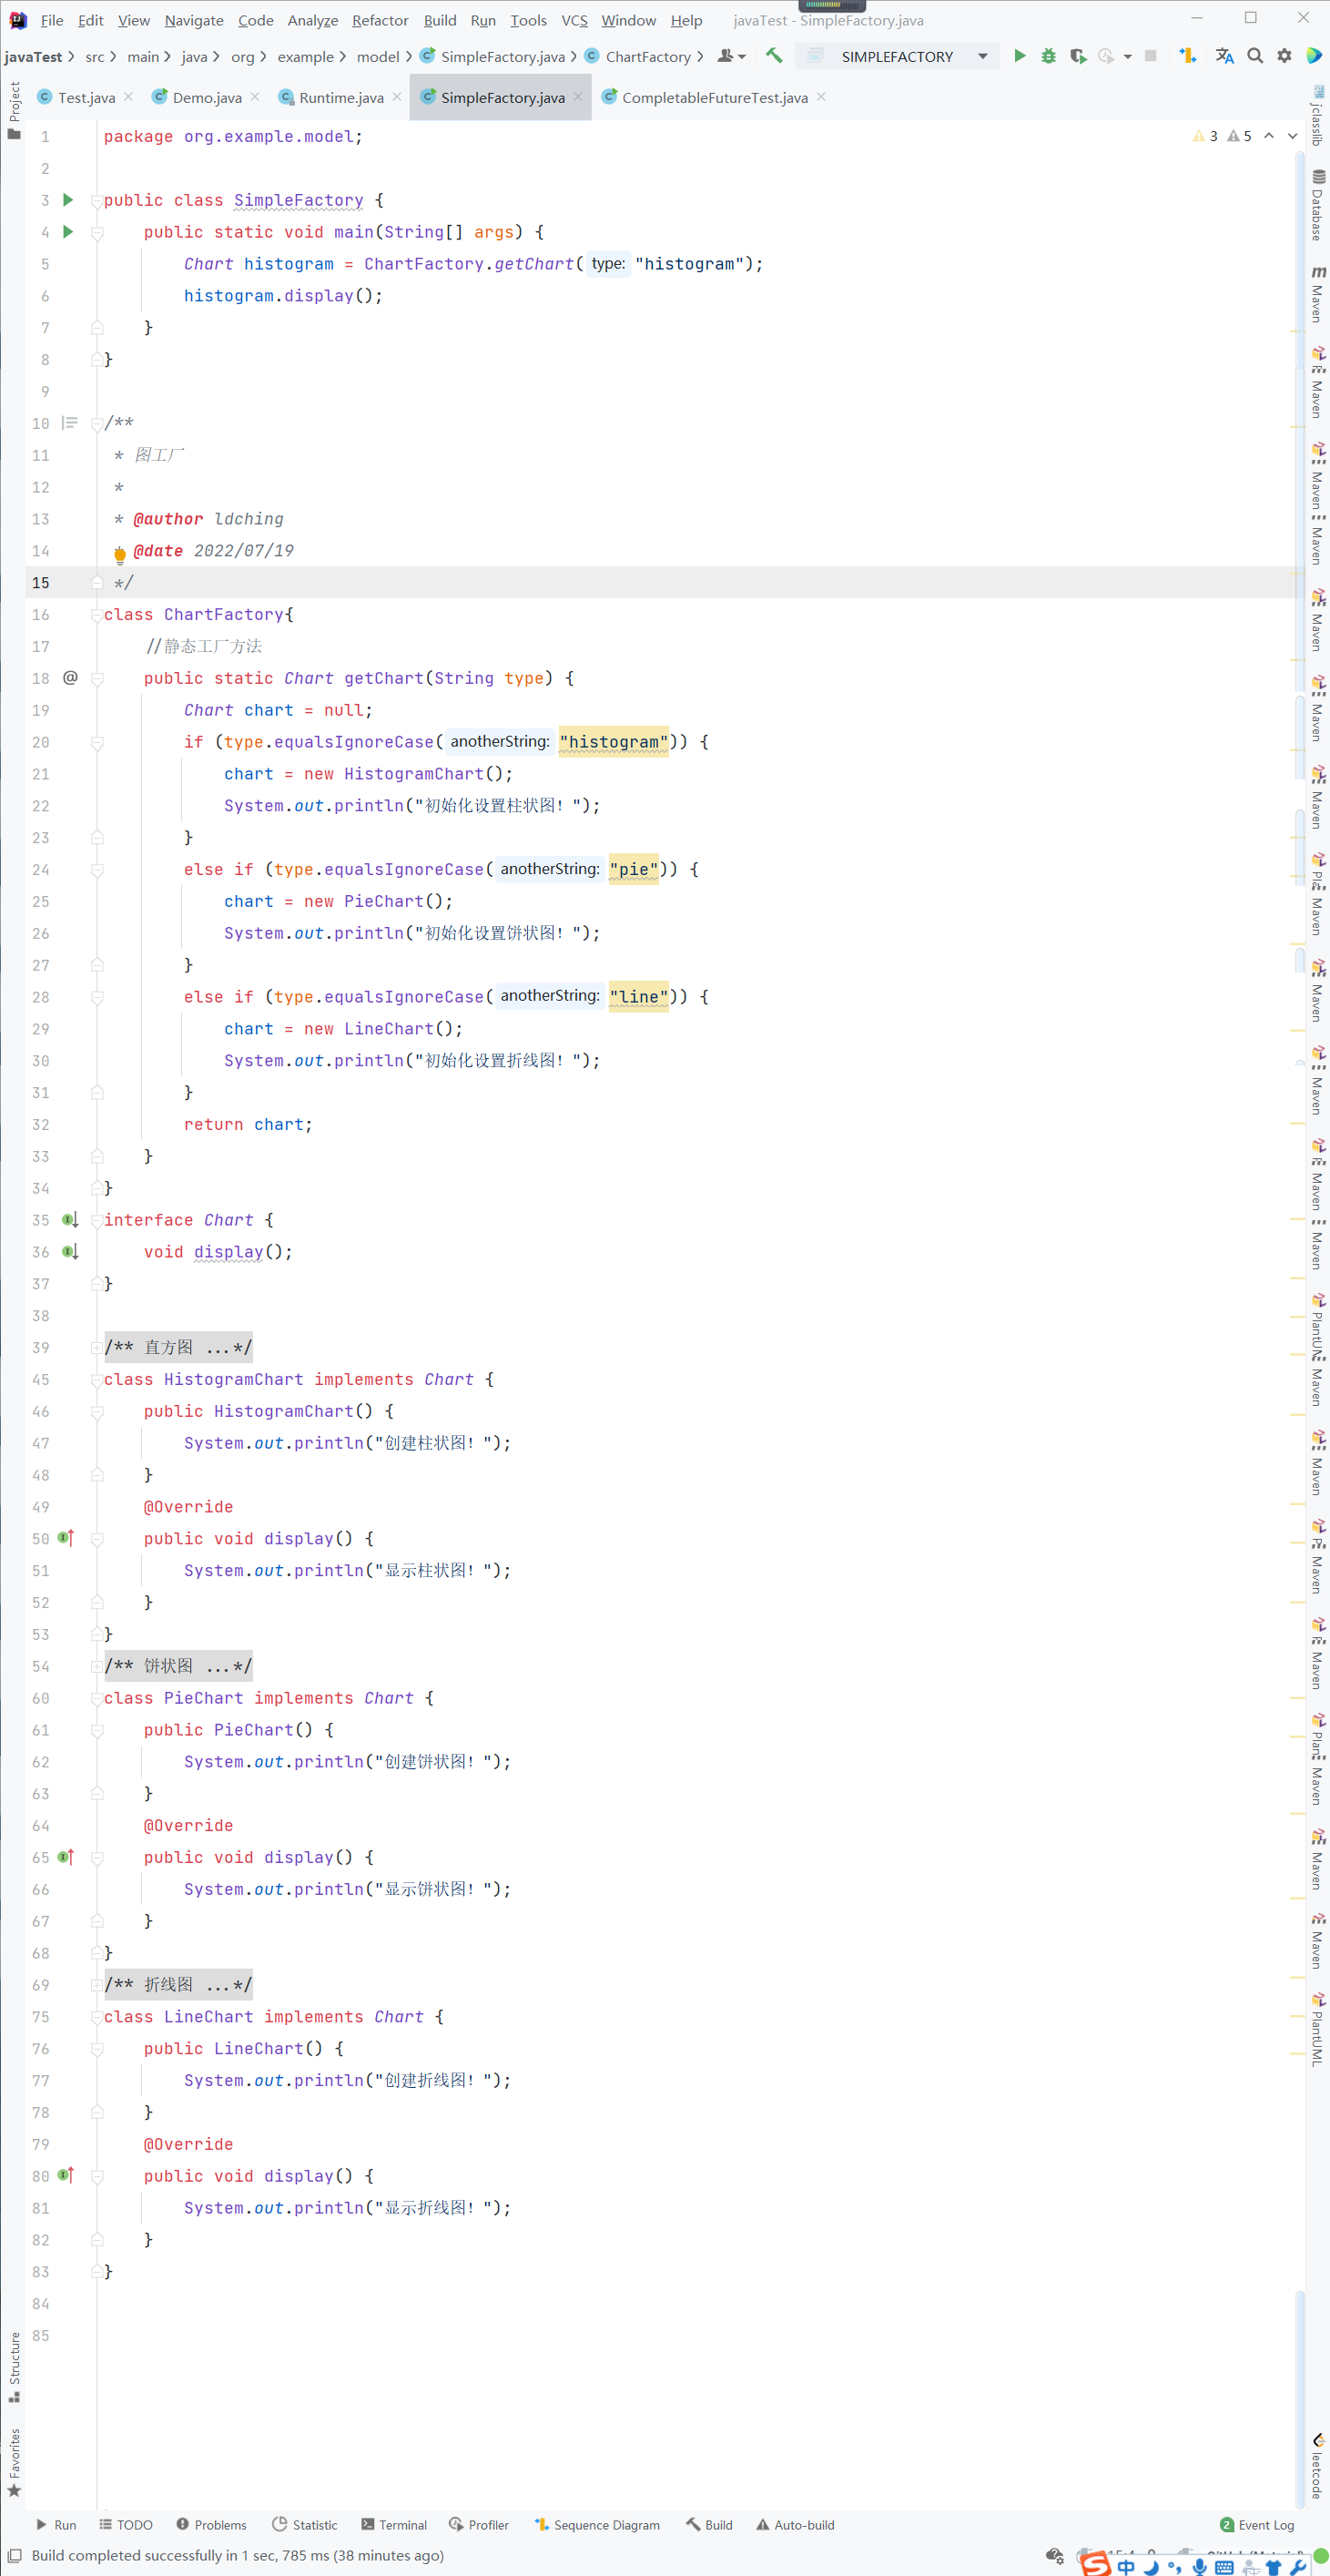 File Edit View Navigate Code Analyze Refactor Build Run Tools VCS Window Help javaTest - SimpleFactory.java
javaTest src main java org example model SimpleFactory.java ChartFactory SIMPLEFACTORY
Test.java Demo.java Runtime.java SimpleFactory.java CompletableFutureTest.java
3 5
1 package org.example.model;
2
3 public class SimpleFactory {
4 public static void main(String[] args) {
5 Chart histogram = ChartFactory.getChart( type: "histogram");
6 histogram.display();
7 }
8 }
9
10 /**
11 * 图工厂
12 *
13 * @author ldching
14 @date 2022/07/19
15 */
16 class ChartFactory{
17 //静态工厂方法
18 public static Chart getChart(String type) {
19 Chart chart = null;
20 if (type.equalsIgnoreCase( anotherString: "histogram")) {
21 chart = new HistogramChart();
22 System.out.println("初始化设置柱状图！");
23 }
24 else if (type.equalsIgnoreCase( anotherString: "pie")) {
25 chart = new PieChart();
26 System.out.println("初始化设置饼状图！");
27 }
28 else if (type.equalsIgnoreCase( anotherString: "line")) {
29 chart = new LineChart();
30 System.out.println("初始化设置折线图！");
31 }
32 return chart;
33 }
34 }
35 interface Chart {
36 void display();
37 }
38
39 /** 直方图 ...*/
45 class HistogramChart implements Chart {
46 public HistogramChart() {
47 System.out.println("创建柱状图！");
48 }
49 @Override
50 public void display() {
51 System.out.println("显示柱状图！");
52 }
53 }
54 /** 饼状图 ...*/
60 class PieChart implements Chart {
61 public PieChart() {
62 System.out.println("创建饼状图！");
63 }
64 @Override
65 public void display() {
66 System.out.println("显示饼状图！");
67 }
68 }
69 /** 折线图 ...*/
75 class LineChart implements Chart {
76 public LineChart() {
77 System.out.println("创建折线图！");
78 }
79 @Override
80 public void display() {
81 System.out.println("显示折线图！");
82 }
83 }
84
85
Project
Structure
Favorites
jclasslib
Database
Maven
Maven
Maven
Maven
Maven
Maven
Maven
Maven
Maven
Maven
Maven
Maven
PlantUML
Maven
Maven
Maven
Maven
Maven
Maven
Maven
PlantUML
leetcode
Run TODO Problems Statistic Terminal Profiler Sequence Diagram Build Auto-build 2 Event Log
Build completed successfully in 1 sec, 785 ms (38 minutes ago)
中